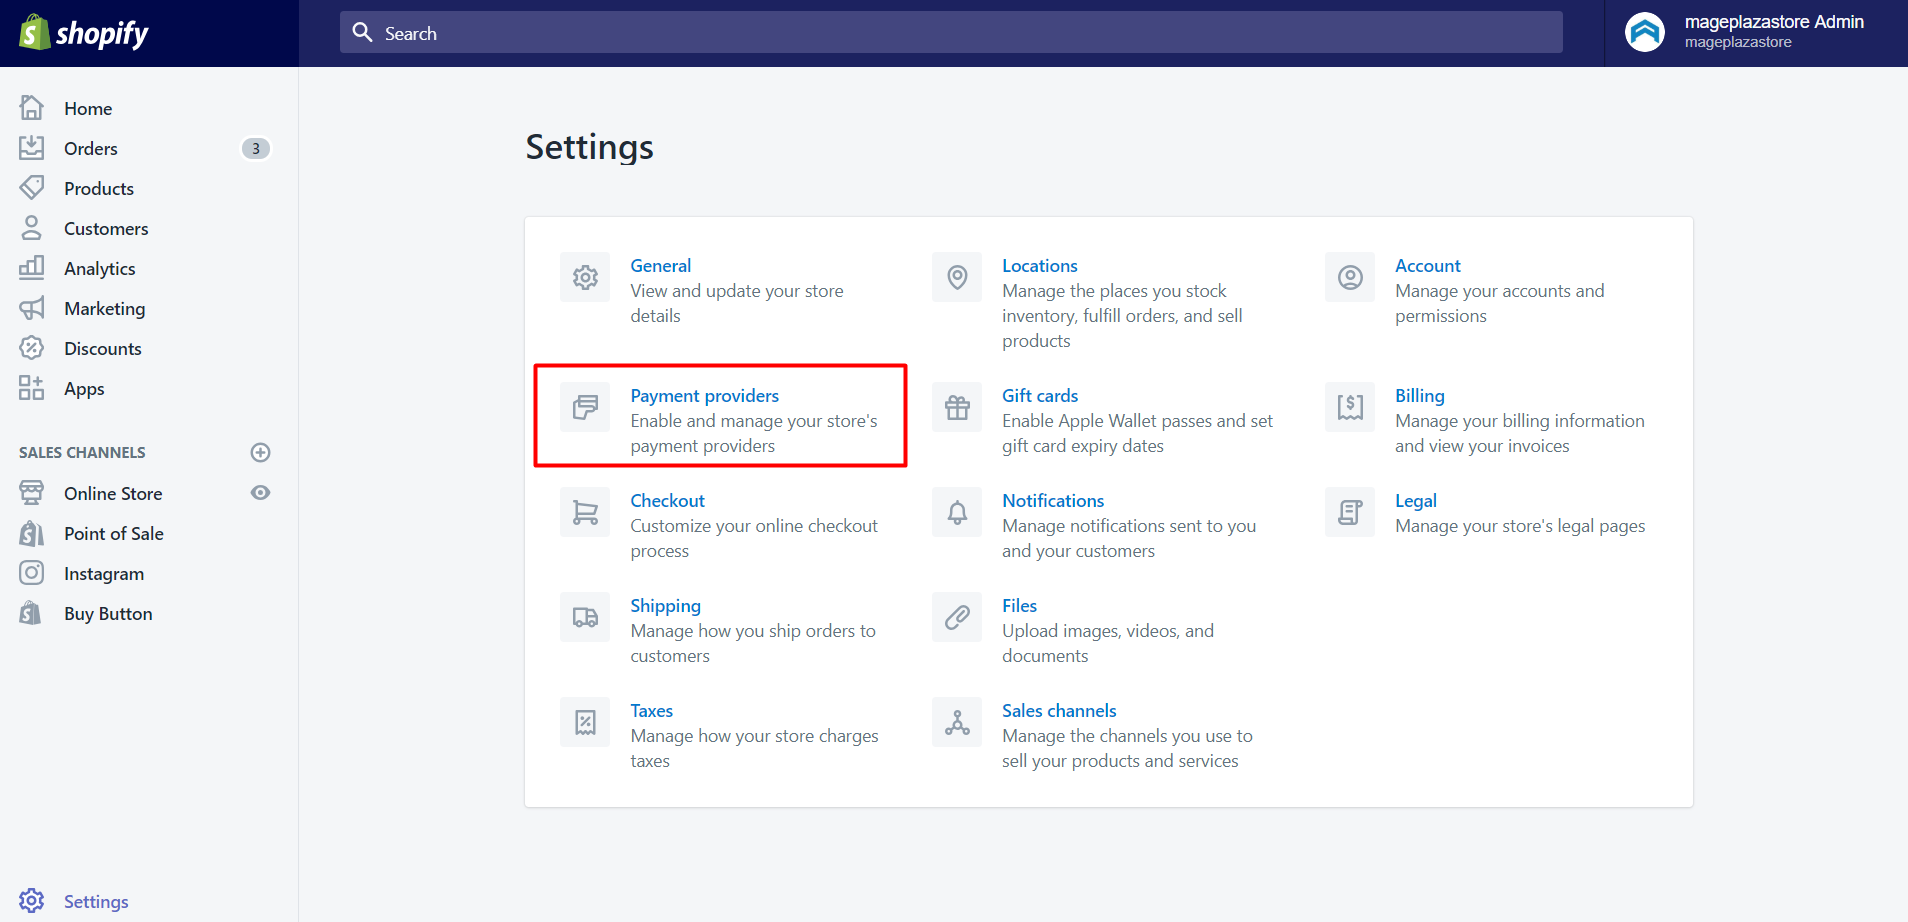 shopify
Search
mageplazastore Admin
mageplazastore
Home
Orders 3
Products
Customers
Analytics
Marketing
Discounts
Apps
SALES CHANNELS
Online Store
Point of Sale
Instagram
Buy Button
Settings
Settings
General
View and update your store
details
Locations
Manage the places you stock
inventory, fulfill orders, and sell
products
Account
Manage your accounts and
permissions
Payment providers
Enable and manage your store's
payment providers
Gift cards
Enable Apple Wallet passes and set
gift card expiry dates
Billing
Manage your billing information
and view your invoices
Checkout
Customize your online checkout
process
Notifications
Manage notifications sent to you
and your customers
Legal
Manage your store's legal pages
Shipping
Manage how you ship orders to
customers
Files
Upload images, videos, and
documents
Taxes
Manage how your store charges
taxes
Sales channels
Manage the channels you use to
sell your products and services